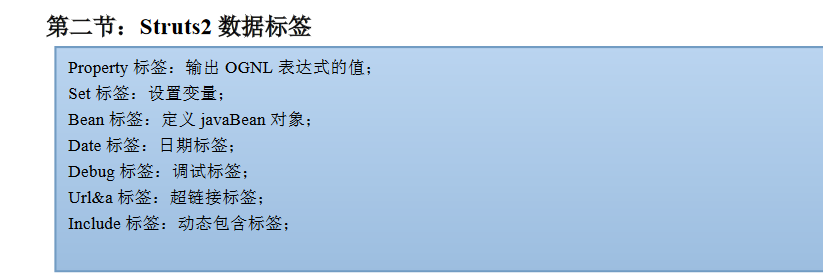 第二节：Struts2 数据标签
Property 标签：输出 OGNL 表达式的值；
Set 标签：设置变量；
Bean 标签：定义 javaBean 对象；
Date 标签：日期标签；
Debug 标签：调试标签；
Url&a 标签：超链接标签；
Include 标签：动态包含标签；